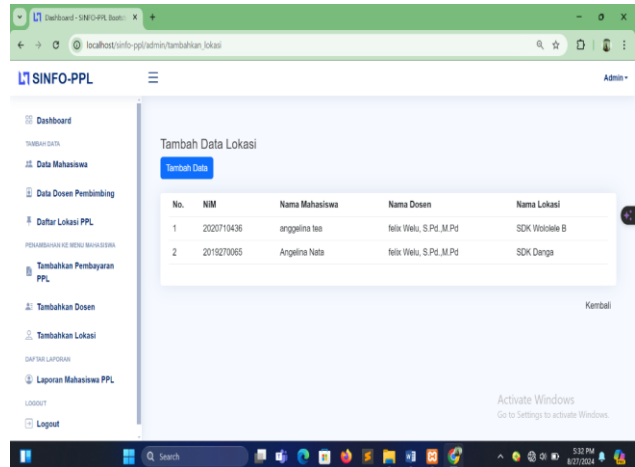 Dashboard - SINFO-PPL Bootst
localhost/sinfo-ppl/admin/tambahkan_lokasi
SINFO-PPL
Admin
Dashboard
TAMBAH DATA
Data Mahasiswa
Data Dosen Pembimbing
Daftar Lokasi PPL
PENAMBAHAN KE MENU MAHASISWA
Tambahkan Pembayaran
PPL
Tambahkan Dosen
Tambahkan Lokasi
DAFTAR LAPORAN
Laporan Mahasiswa PPL
LOGOUT
Logout
Tambah Data Lokasi
Tambah Data
No. NIM Nama Mahasiswa Nama Dosen Nama Lokasi
1 2020710436 anggelina tea felix Welu, S.Pd.,M.Pd SDK Wololele B
2 2019270065 Angelina Nata felix Welu, S.Pd.,M.Pd SDK Danga
Kembali
Activate Windows
Go to Settings to activate Windows.
Search
5:32 PM
8/27/2024